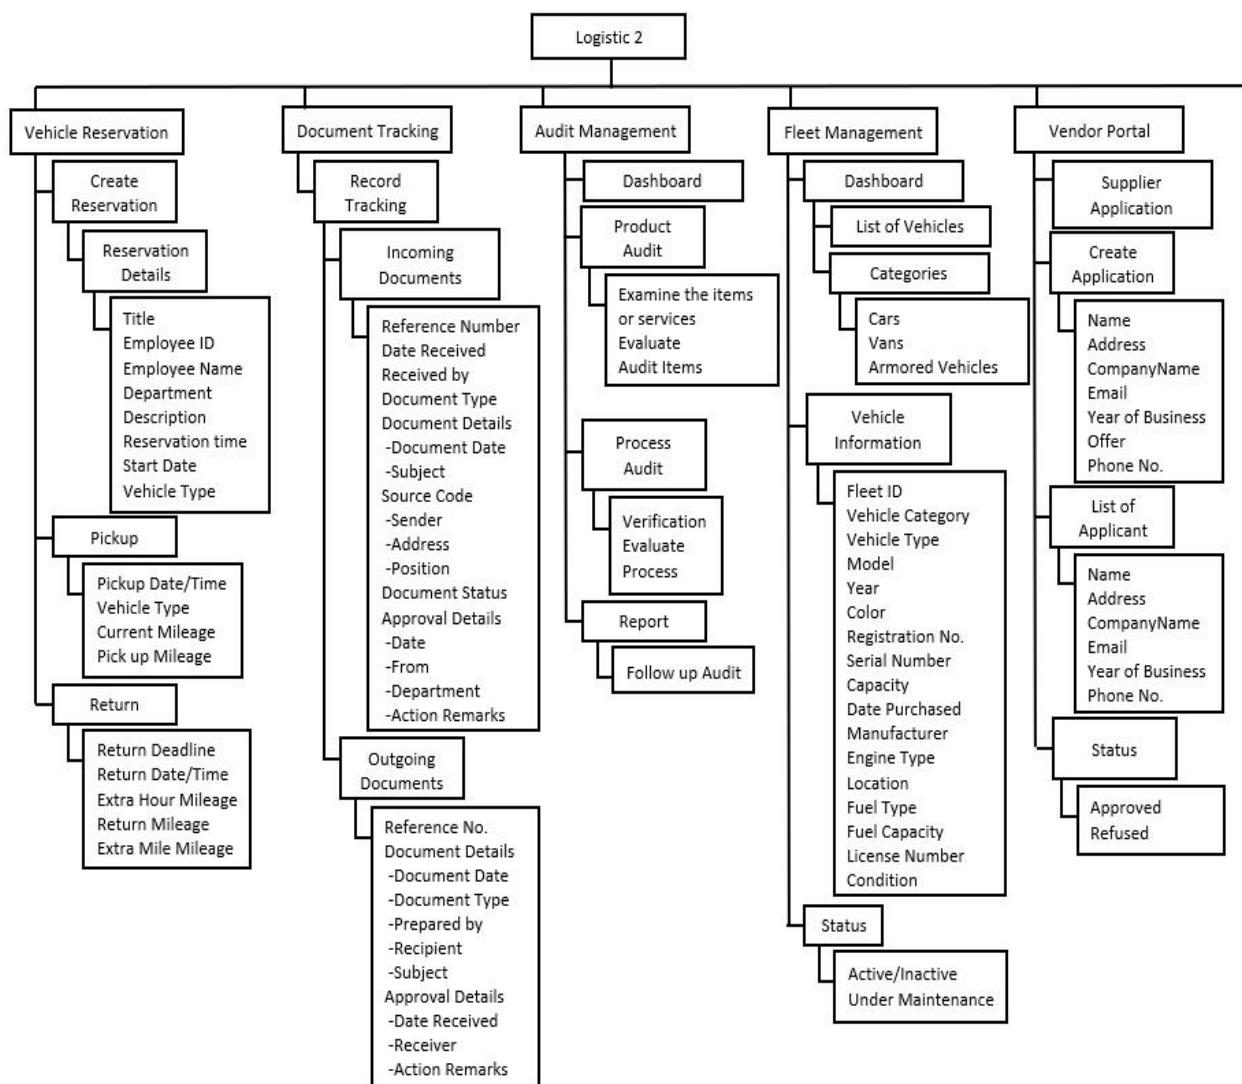 Logistic 2
Vehicle Reservation
Create
Reservation
Reservation
Details
Title
Employee ID
Employee Name
Department
Description
Reservation time
Start Date
Vehicle Type
Pickup
Pickup Date/Time
Vehicle Type
Current Mileage
Pick up Mileage
Return
Return Deadline
Return Date/Time
Extra Hour Mileage
Return Mileage
Extra Mile Mileage
Document Tracking
Record
Tracking
Incoming
Documents
Reference Number
Date Received
Received by
Document Type
Document Details
-Document Date
-Subject
Source Code
-Sender
-Address
-Position
Document Status
Approval Details
-Date
-From
-Department
-Action Remarks
Outgoing
Documents
Reference No.
Document Details
-Document Date
-Document Type
-Prepared by
-Recipient
-Subject
Approval Details
-Date Received
-Receiver
-Action Remarks
Audit Management
Dashboard
Product
Audit
Examine the items
or services
Evaluate
Audit Items
Process
Audit
Verification
Evaluate
Process
Report
Follow up Audit
Fleet Management
Dashboard
List of Vehicles
Categories
Cars
Vans
Armored Vehicles
Vehicle
Information
Fleet ID
Vehicle Category
Vehicle Type
Model
Year
Color
Registration No.
Serial Number
Capacity
Date Purchased
Manufacturer
Engine Type
Location
Fuel Type
Fuel Capacity
License Number
Condition
Status
Active/Inactive
Under Maintenance
Vendor Portal
Supplier
Application
Create
Application
Name
Address
CompanyName
Email
Year of Business
Offer
Phone No.
List of
Applicant
Name
Address
CompanyName
Email
Year of Business
Phone No.
Status
Approved
Refused